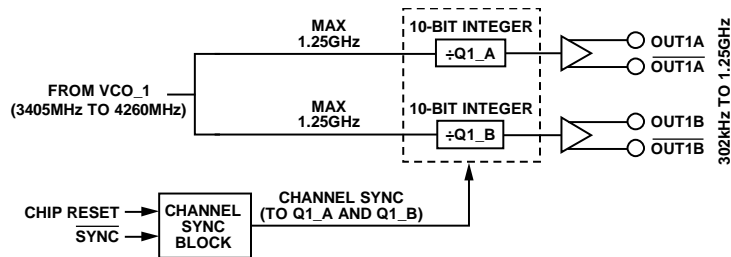 MAX
1.25GHz
10-BIT INTEGER
÷Q1_A
OUT1A
OUT1A
FROM VCO_1
(3405MHz TO 4260MHz)
MAX
1.25GHz
10-BIT INTEGER
÷Q1_B
OUT1B
OUT1B
302kHz TO 1.25GHz
CHIP RESET
SYNC
CHANNEL
SYNC
BLOCK
CHANNEL SYNC
(TO Q1_A AND Q1_B)